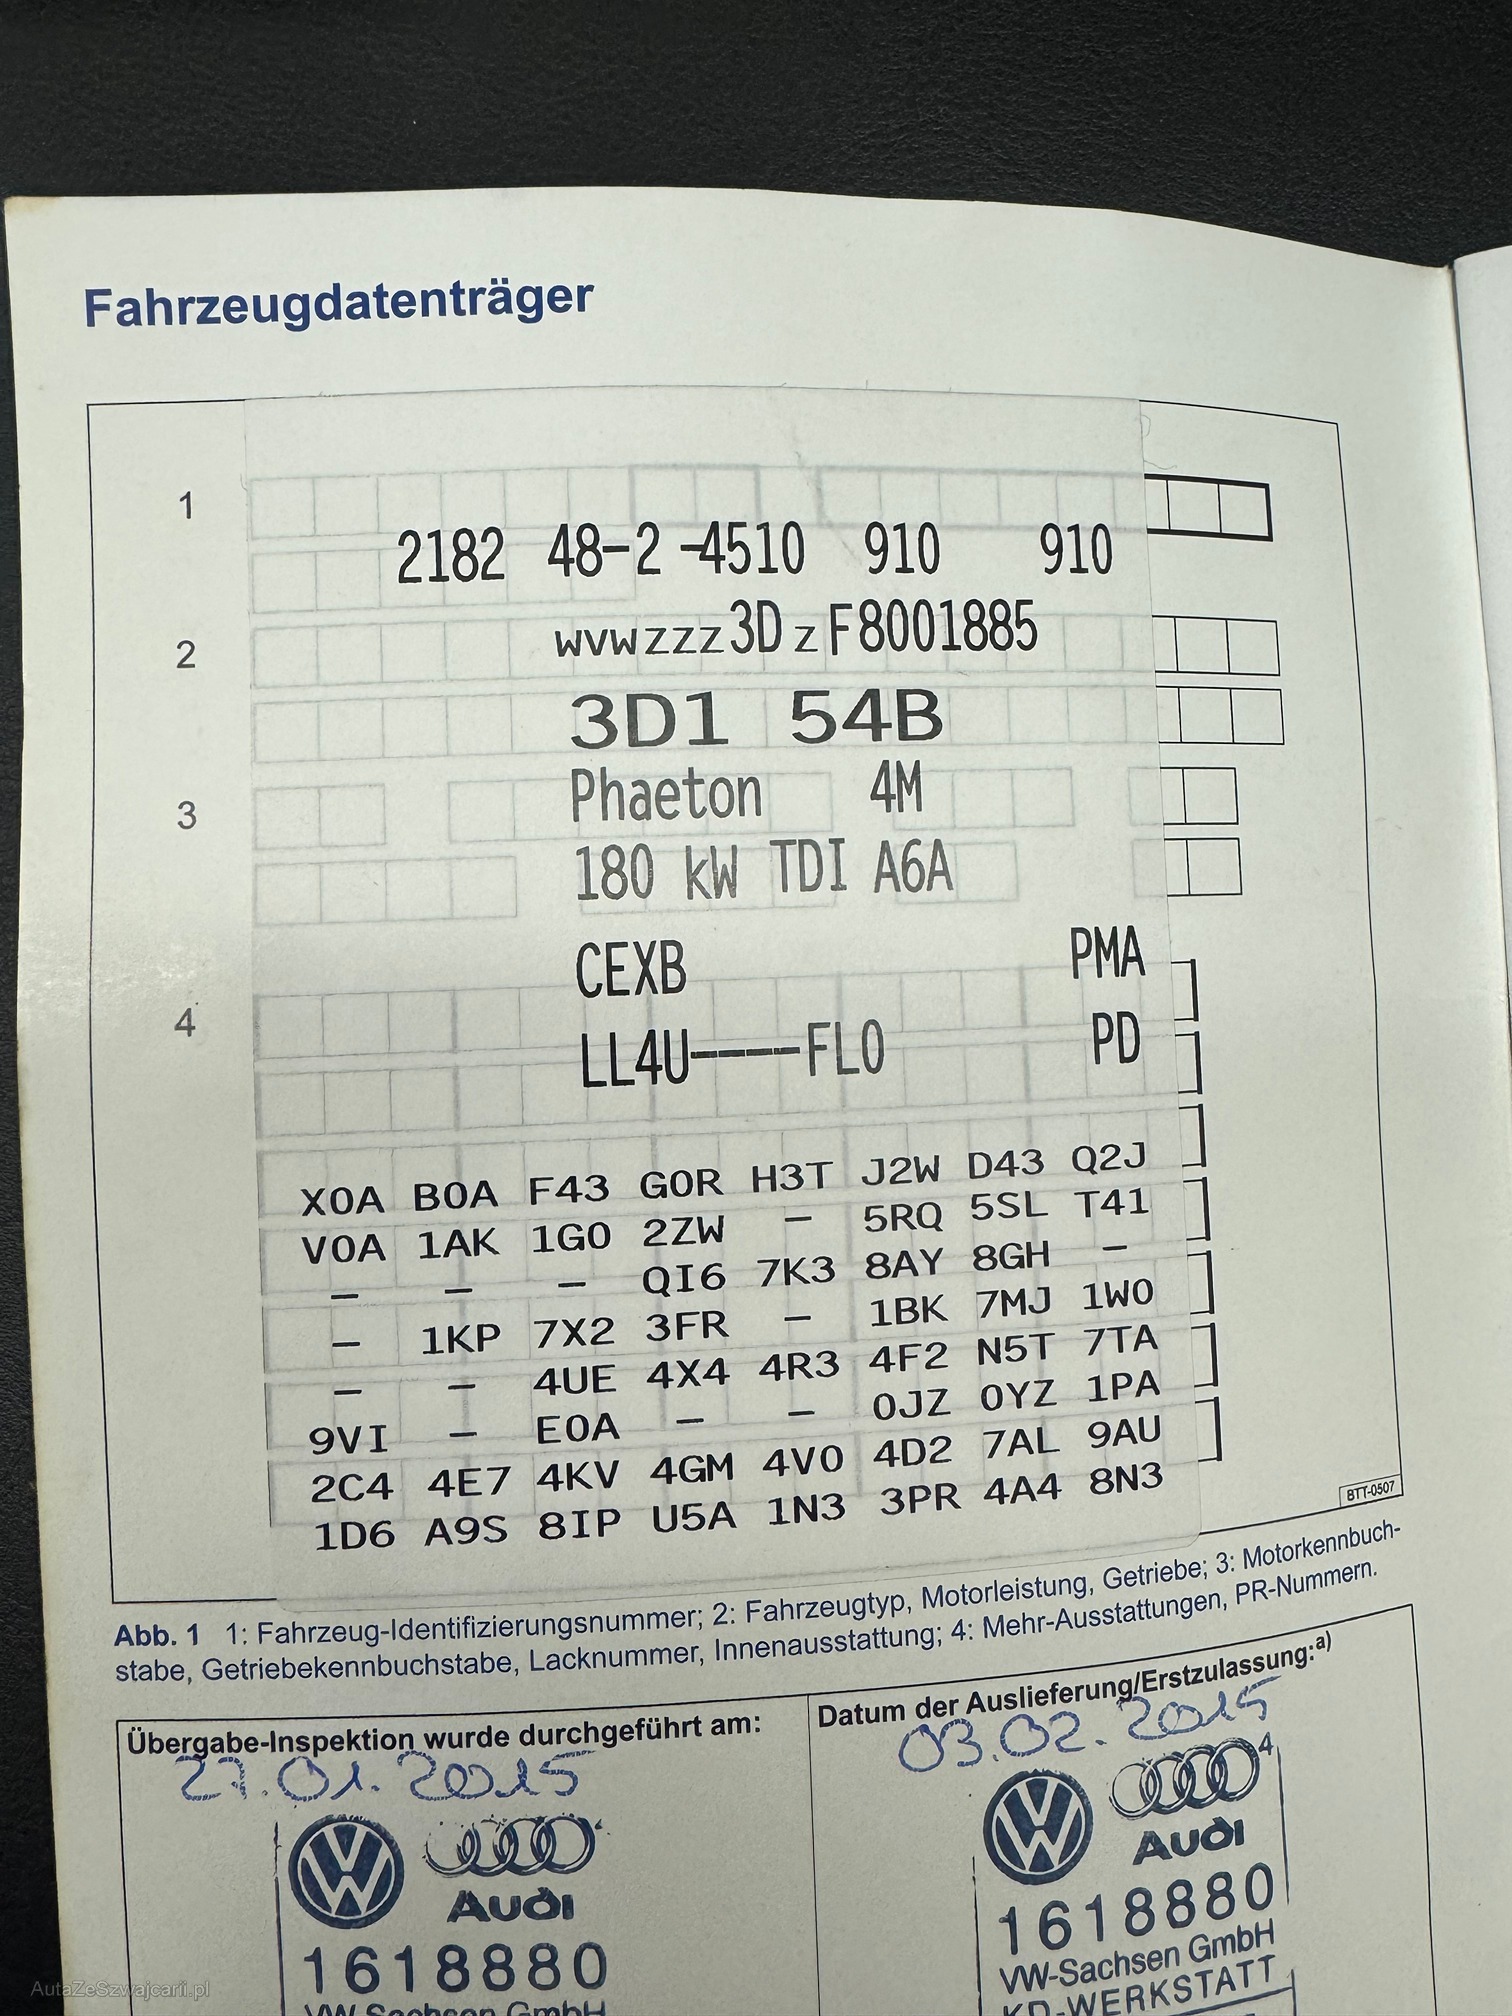 Fahrzeugdatenträger
1
2182 48-2 -4510 910 910
2
wvwzzz3DzF8001885
3D1 54B
3
Phaeton 4M
180 kW TDI A6A
CEXB PMA
4
LL4U----FL0 PD
X0A B0A F43 G0R H3T J2W D43 Q2J
V0A 1AK 1G0 2ZW - 5RQ 5SL T41
- - - QI6 7K3 8AY 8GH -
- 1KP 7X2 3FR - 1BK 7MJ 1W0
- - 4UE 4X4 4R3 4F2 N5T 7TA
9VI - E0A - - 0JZ 0YZ 1PA
2C4 4E7 4KV 4GM 4V0 4D2 7AL 9AU
1D6 A9S 8IP U5A 1N3 3PR 4A4 8N3
BTT-0507
Abb. 1 1: Fahrzeug-Identifizierungsnummer; 2: Fahrzeugtyp, Motorleistung, Getriebe; 3: Motorkennbuch-
stabe, Getriebekennbuchstabe, Lacknummer, Innenausstattung; 4: Mehr-Ausstattungen, PR-Nummern.
Übergabe-Inspektion wurde durchgeführt am:
27.01.2015
Audi
1618880
VW-Sachsen GmbH
Datum der Auslieferung/Erstzulassung:a)
03.02.2015
4
Audi
1618880
VW-Sachsen GmbH
KD-WERKSTATT
AutaZeSzwajcarii.pl